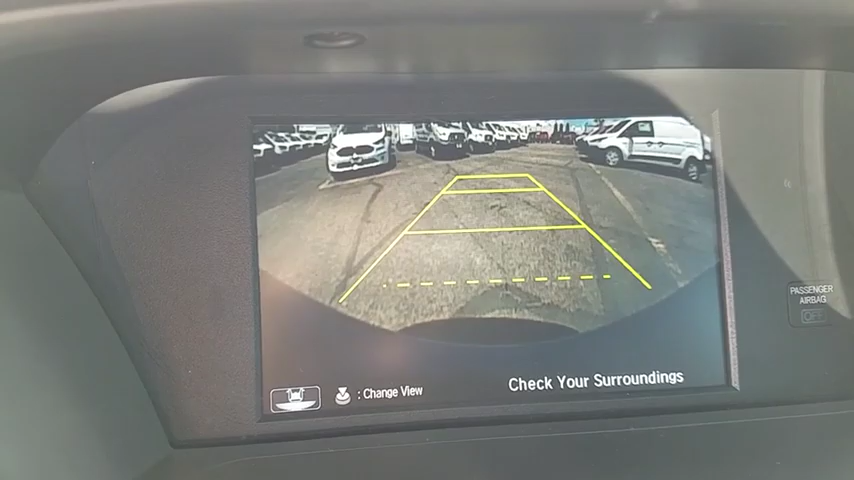 PASSENGER
AIRBAG
OFF
: Change View
Check Your Surroundings